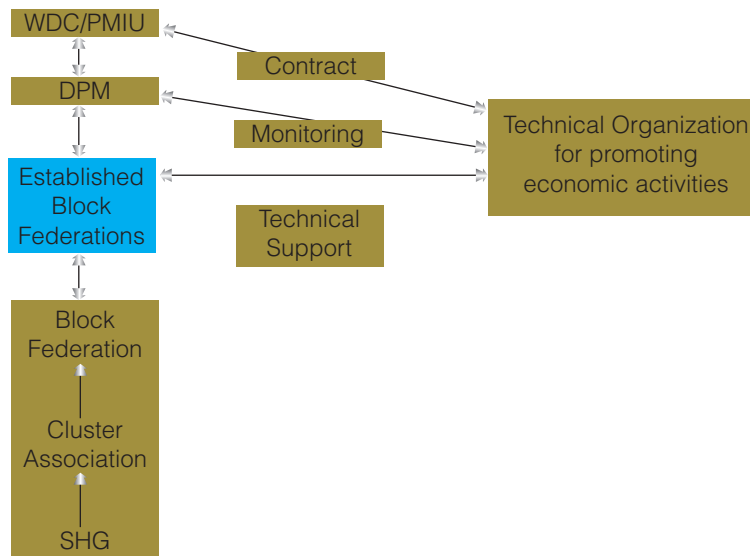 WDC/PMIU
Contract
DPM
Monitoring
Technical Organization
for promoting
economic activities
Established
Block
Federations
Technical
Support
Block
Federation
Cluster
Association
SHG